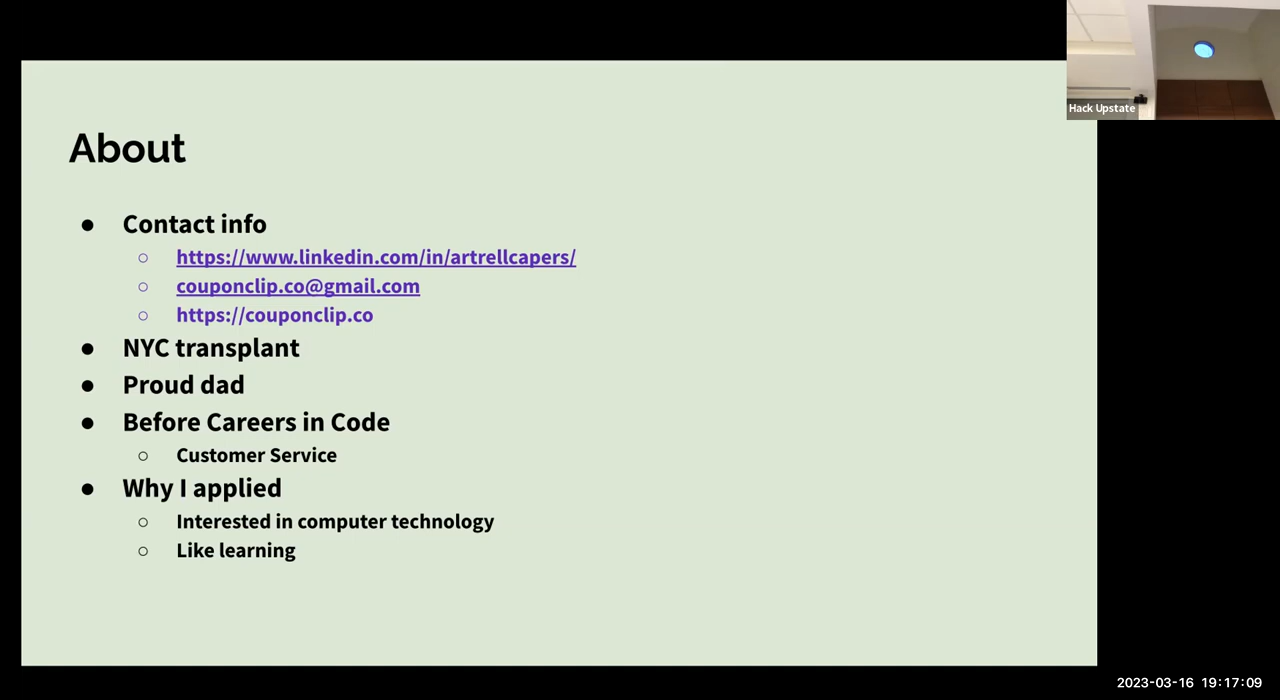 Hack Upstate
About
● Contact info
○ https://www.linkedin.com/in/artrellcapers/
○ couponclip.co@gmail.com
○ https://couponclip.co
● NYC transplant
● Proud dad
● Before Careers in Code
○ Customer Service
● Why I applied
○ Interested in computer technology
○ Like learning
2023-03-16 19:17:09